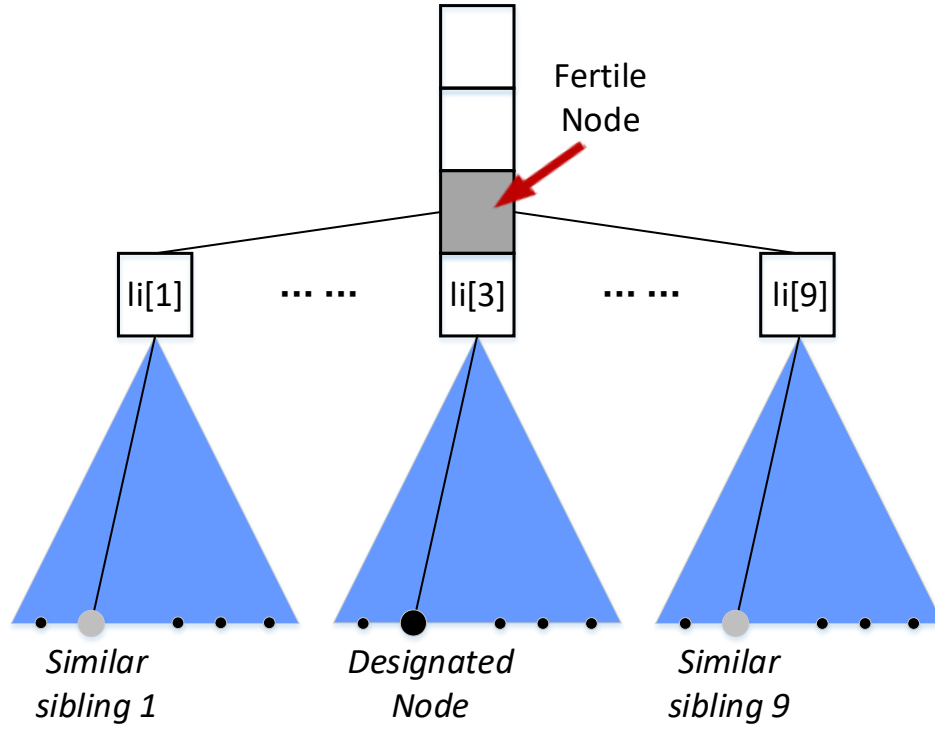 Fertile
Node
li[1]
... ...
li[3]
... ...
li[9]
Similar
sibling 1
Designated
Node
Similar
sibling 9